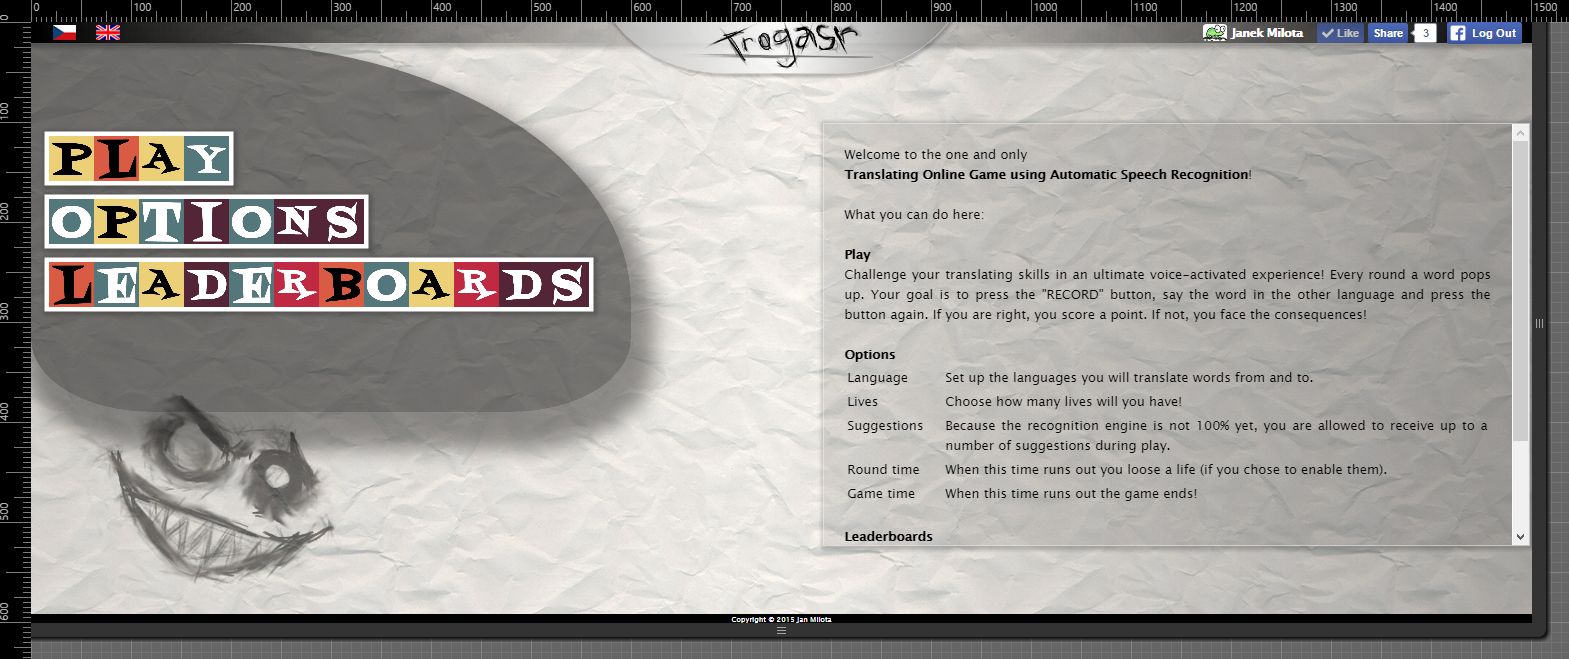 0 100 200 300 400 500 600 700 800 900 1000 1100 1200 1300 1400 1500
0
100
200
300
400
500
600
Trogasr
Janek Milota Like Share 3 Log Out
PLAY
OPTIONS
LEADERBOARDS
Welcome to the one and only
Translating Online Game using Automatic Speech Recognition!
What you can do here:
Play
Challenge your translating skills in an ultimate voice-activated experience! Every round a word pops
up. Your goal is to press the "RECORD" button, say the word in the other language and press the
button again. If you are right, you score a point. If not, you face the consequences!
Options
Language Set up the languages you will translate words from and to.
Lives Choose how many lives will you have!
Suggestions Because the recognition engine is not 100% yet, you are allowed to receive up to a
number of suggestions during play.
Round time When this time runs out you loose a life (if you chose to enable them).
Game time When this time runs out the game ends!
Leaderboards
Copyright © 2015 Jan Milota